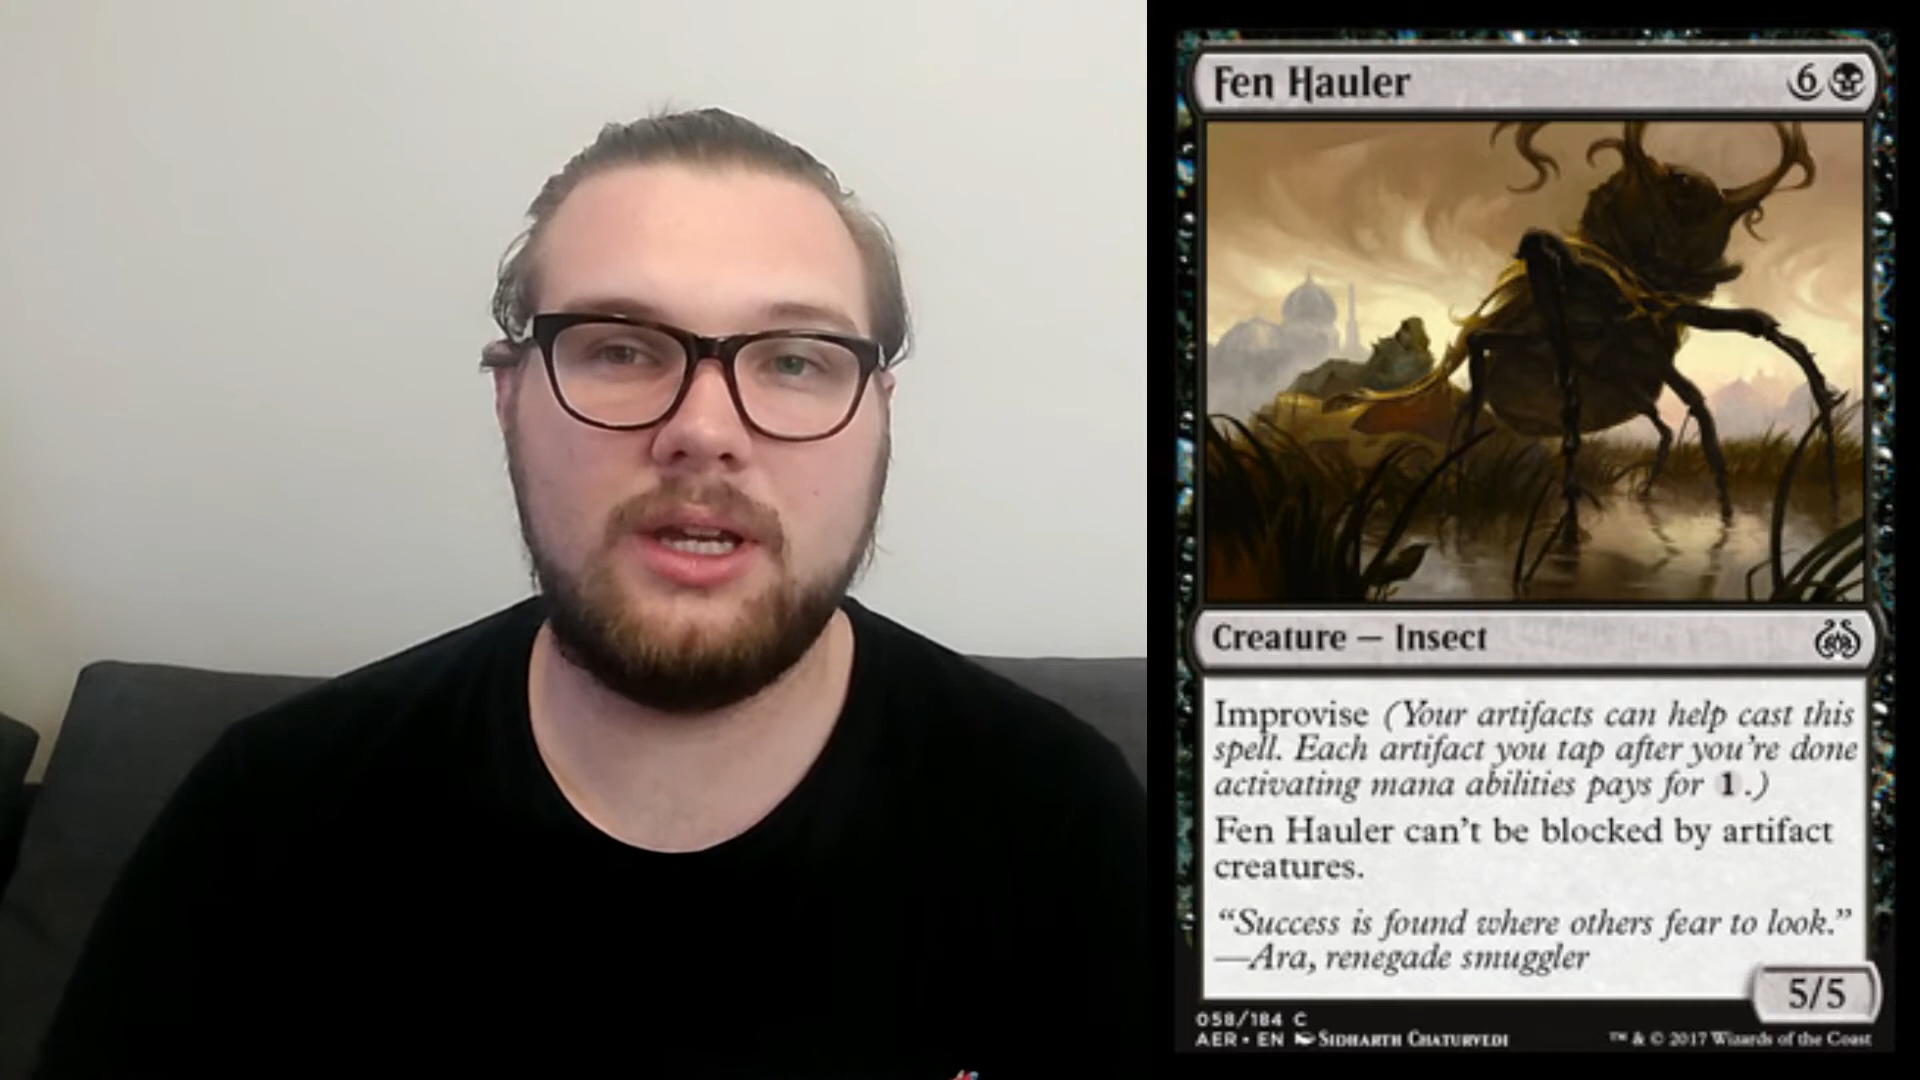 Fen Hauler 6
Creature — Insect
Improvise (Your artifacts can help cast this
spell. Each artifact you tap after you're done
activating mana abilities pays for 1.)
Fen Hauler can't be blocked by artifact
creatures.
“Success is found where others fear to look.”
—Ara, renegade smuggler
5/5
058/184 C
AER • EN SIDHARTH CHATURVEDI
™ & © 2017 Wizards of the Coast